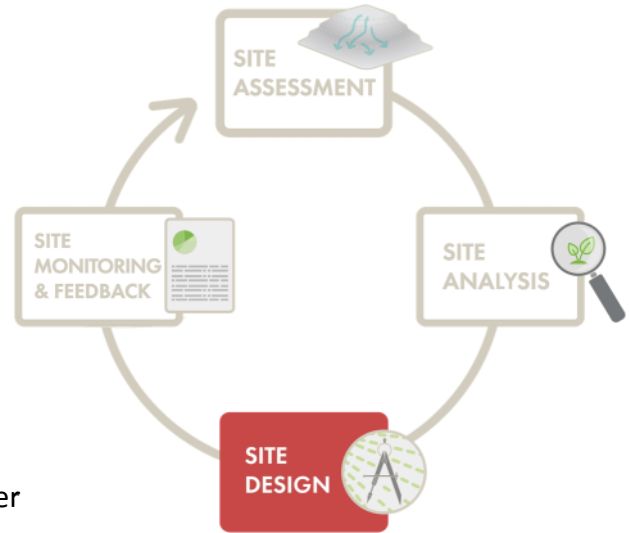 SITE
ASSESSMENT
SITE
ANALYSIS
SITE
DESIGN
SITE
MONITORING
& FEEDBACK